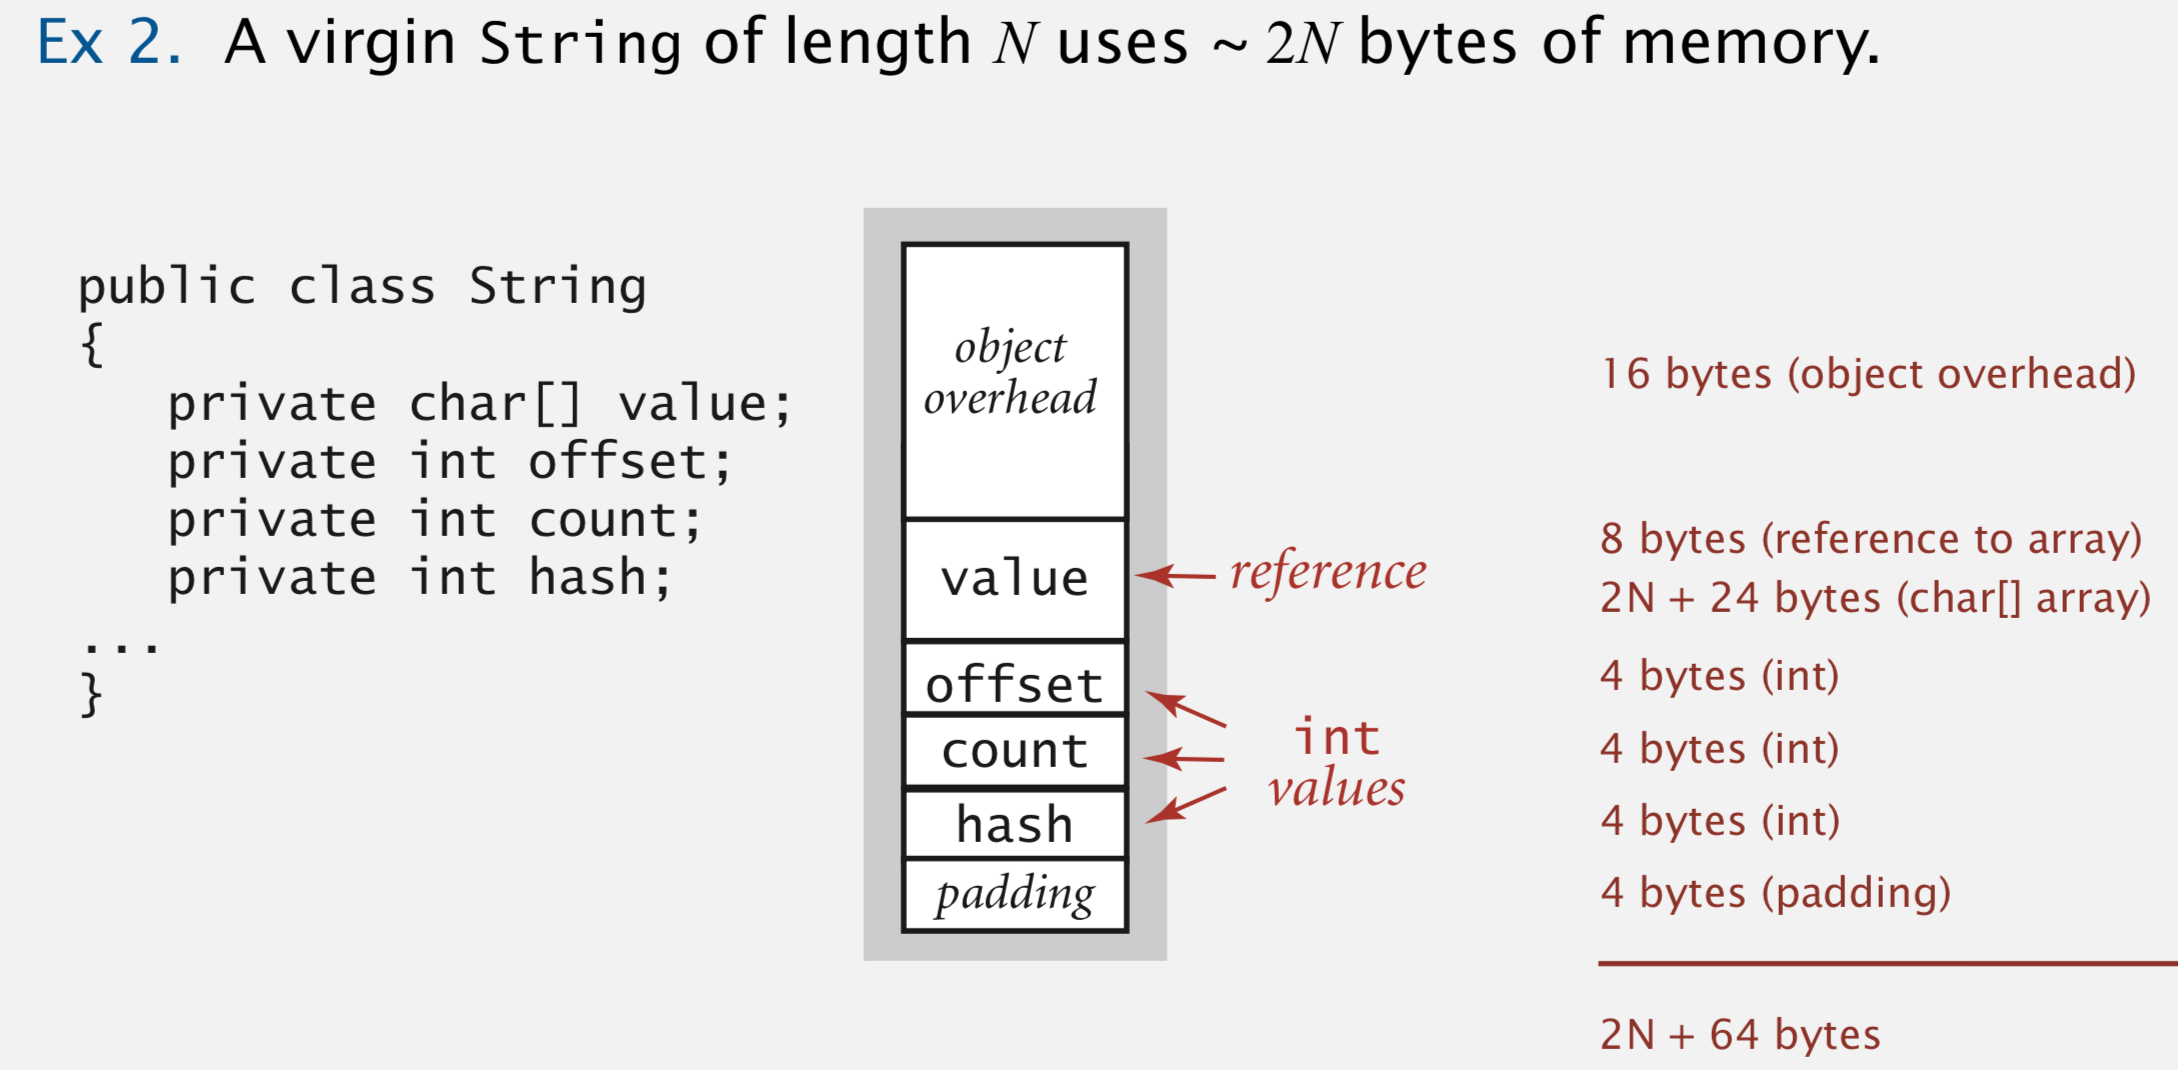 Ex 2. A virgin String of length N uses ~ 2N bytes of memory.
public class String
{
private char[] value;
private int offset;
private int count;
private int hash;
...
}
object
overhead
value
offset
count
hash
padding
reference
int
values
16 bytes (object overhead)
8 bytes (reference to array)
2N + 24 bytes (char[] array)
4 bytes (int)
4 bytes (int)
4 bytes (int)
4 bytes (padding)
2N + 64 bytes